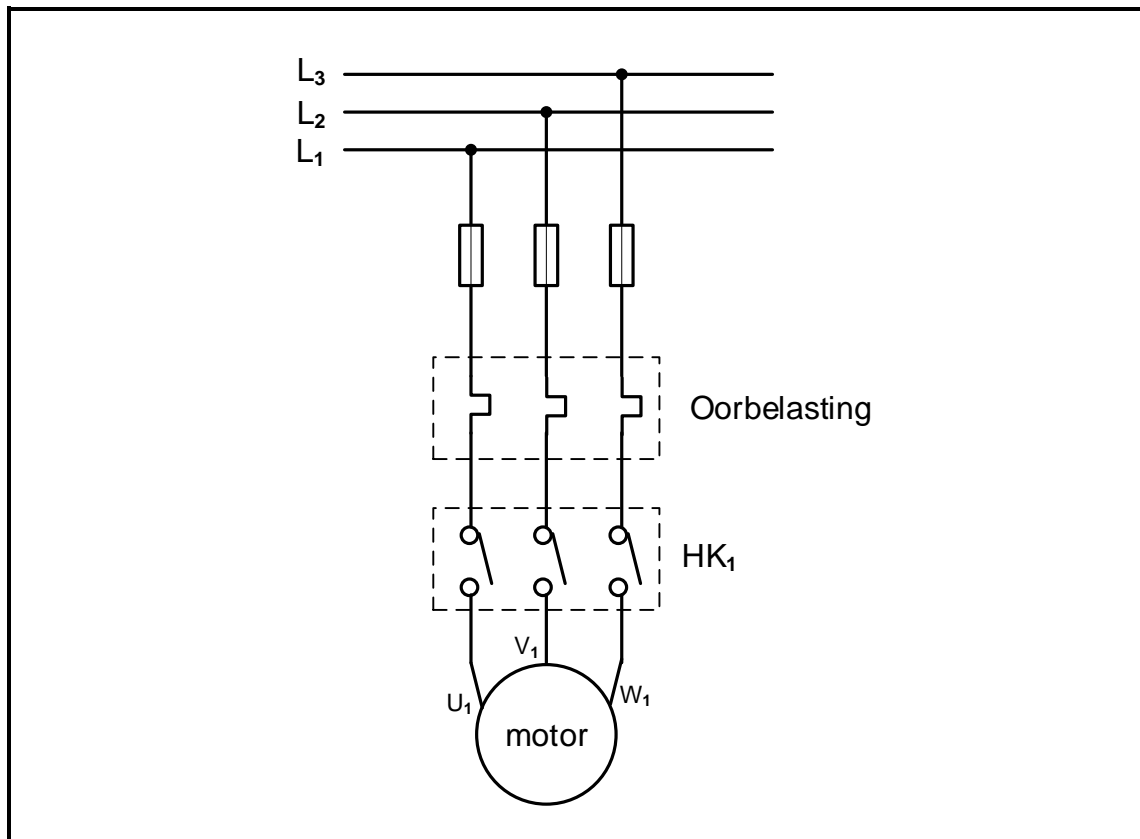 L₃
L₂
L₁
Oorbelasting
HK₁
V₁
U₁
W₁
motor